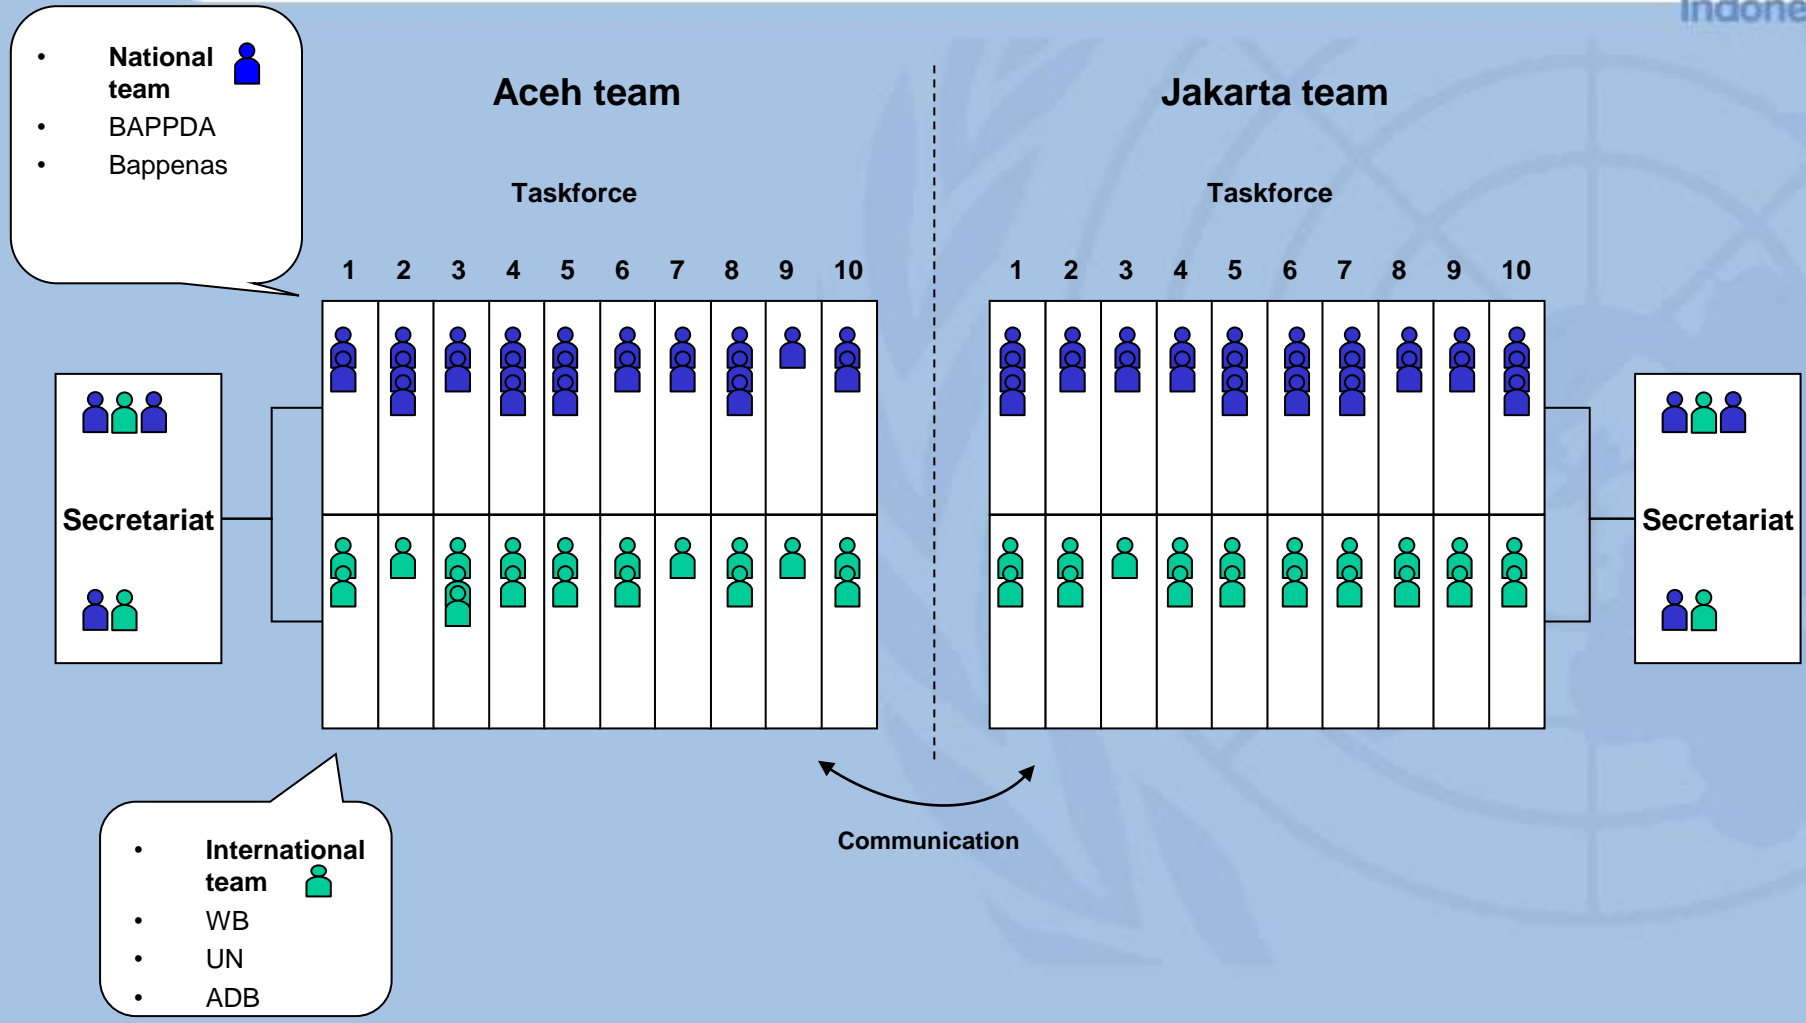 • National
team
• BAPPDA
• Bappenas
Aceh team
Jakarta team
Taskforce
Taskforce
1 2 3 4 5 6 7 8 9 10
1 2 3 4 5 6 7 8 9 10
Secretariat
Secretariat
Communication
• International
team
• WB
• UN
• ADB